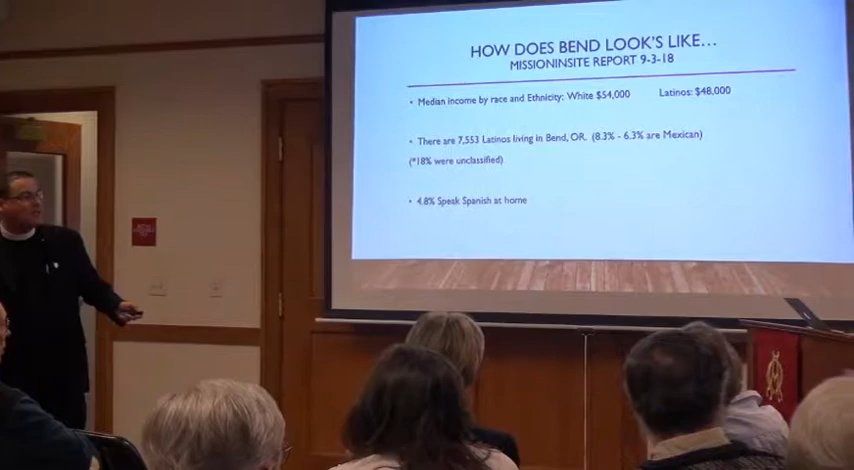 HOW DOES BEND LOOK'S LIKE...
MISSIONINSITE REPORT 9-3-18
• Median income by race and Ethnicity: White $54,000 Latinos: $48,000
• There are 7,553 Latinos living in Bend, OR. (8.3% - 6.3% are Mexican)
(*18% were unclassified)
• 4.8% Speak Spanish at home